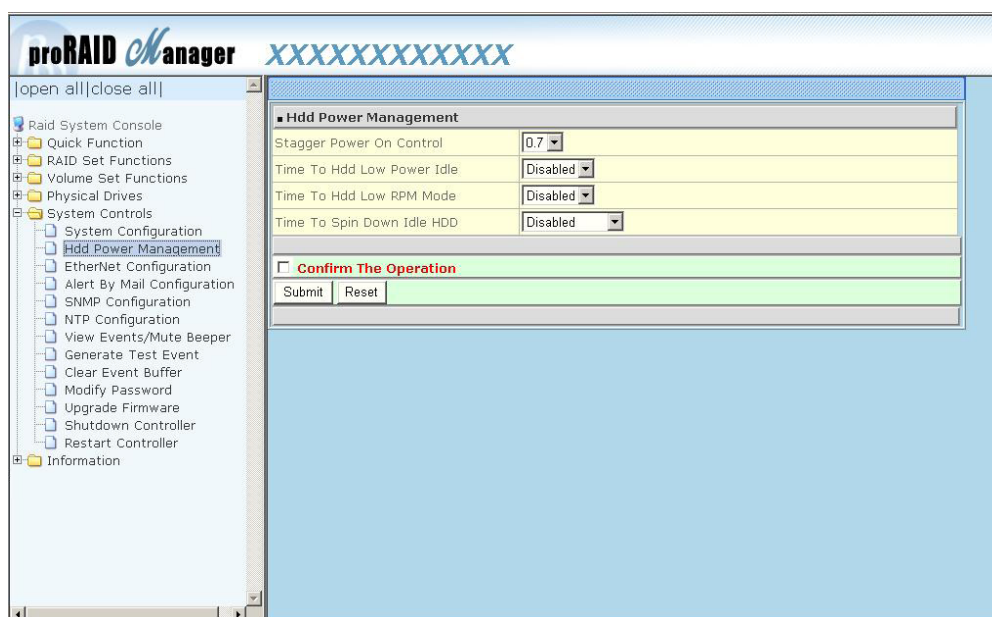 proRAID Manager XXXXXXXXXXXX
|open all|close all|
Raid System Console
Quick Function
RAID Set Functions
Volume Set Functions
Physical Drives
System Controls
System Configuration
Hdd Power Management
EtherNet Configuration
Alert By Mail Configuration
SNMP Configuration
NTP Configuration
View Events/Mute Beeper
Generate Test Event
Clear Event Buffer
Modify Password
Upgrade Firmware
Shutdown Controller
Restart Controller
Information
Hdd Power Management
Stagger Power On Control 0.7
Time To Hdd Low Power Idle Disabled
Time To Hdd Low RPM Mode Disabled
Time To Spin Down Idle HDD Disabled
Confirm The Operation
Submit Reset